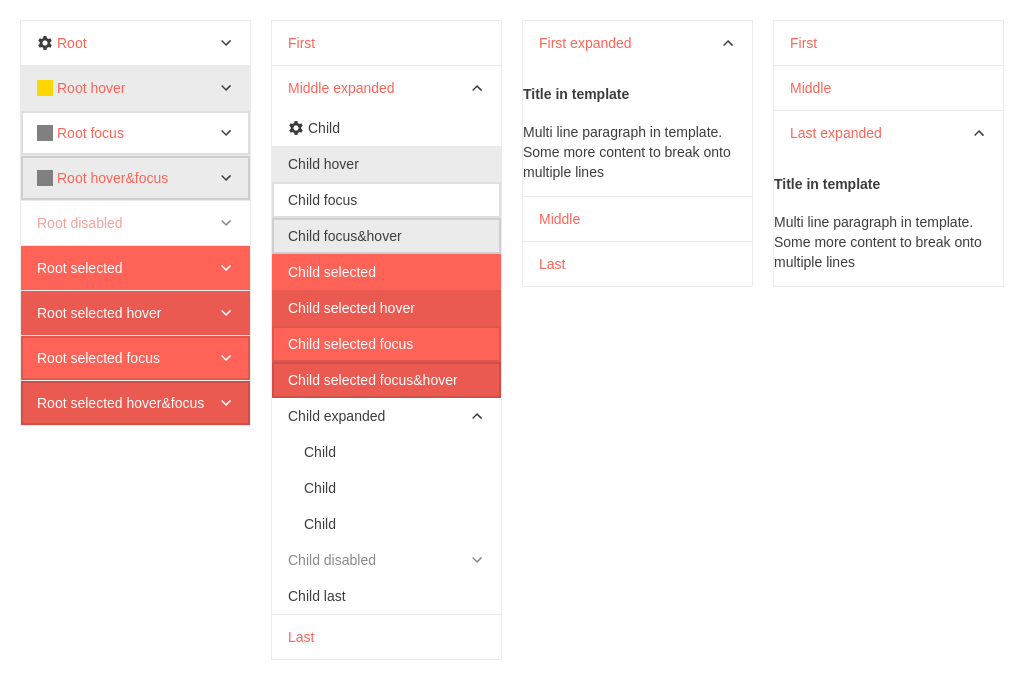 Root
Root hover
Root focus
Root hover&focus
Root disabled
Root selected
Root selected hover
Root selected focus
Root selected hover&focus
First
Middle expanded
Child
Child hover
Child focus
Child focus&hover
Child selected
Child selected hover
Child selected focus
Child selected focus&hover
Child expanded
Child
Child
Child
Child disabled
Child last
Last
First expanded
Title in template
Multi line paragraph in template.
Some more content to break onto
multiple lines
Middle
Last
First
Middle
Last expanded
Title in template
Multi line paragraph in template.
Some more content to break onto
multiple lines